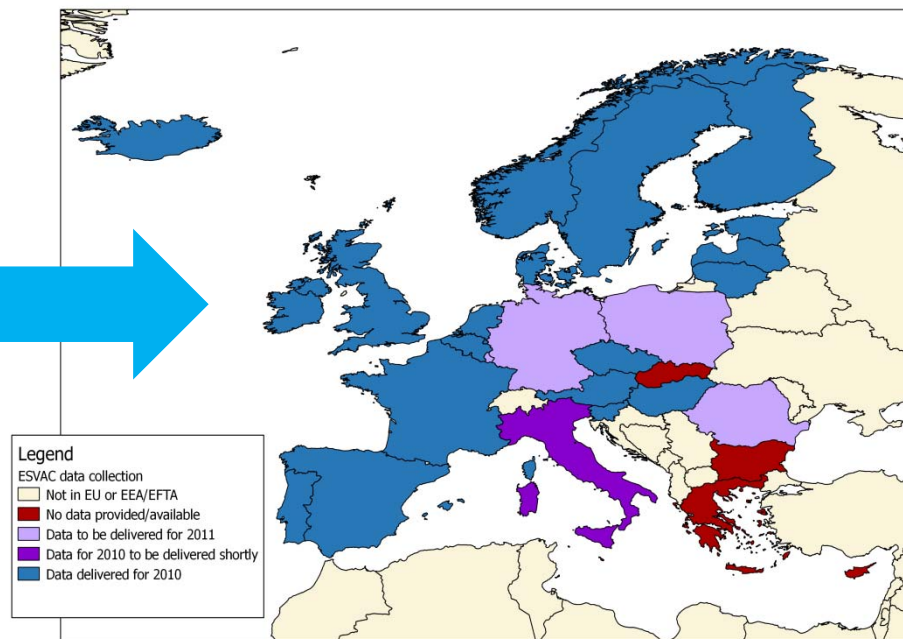 Legend
ESVAC data collection
Not in EU or EEA/EFTA
No data provided/available
Data to be delivered for 2011
Data for 2010 to be delivered shortly
Data delivered for 2010